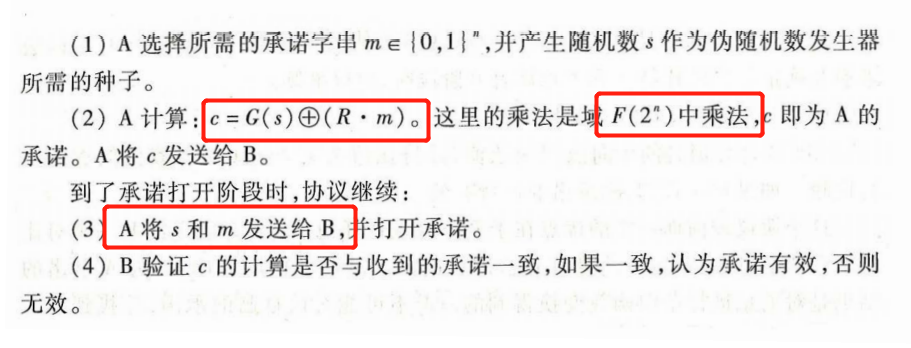 (1) A 选择所需的承诺字串 m ∈ {0,1}ⁿ,并产生随机数 s 作为伪随机数发生器
所需的种子。
(2) A 计算: c = G(s)⊕(R·m)。这里的乘法是域 F(2ⁿ)中乘法,c 即为 A 的
承诺。A 将 c 发送给 B。
到了承诺打开阶段时,协议继续:
(3) A 将 s 和 m 发送给 B,并打开承诺。
(4) B 验证 c 的计算是否与收到的承诺一致,如果一致,认为承诺有效,否则
无效。